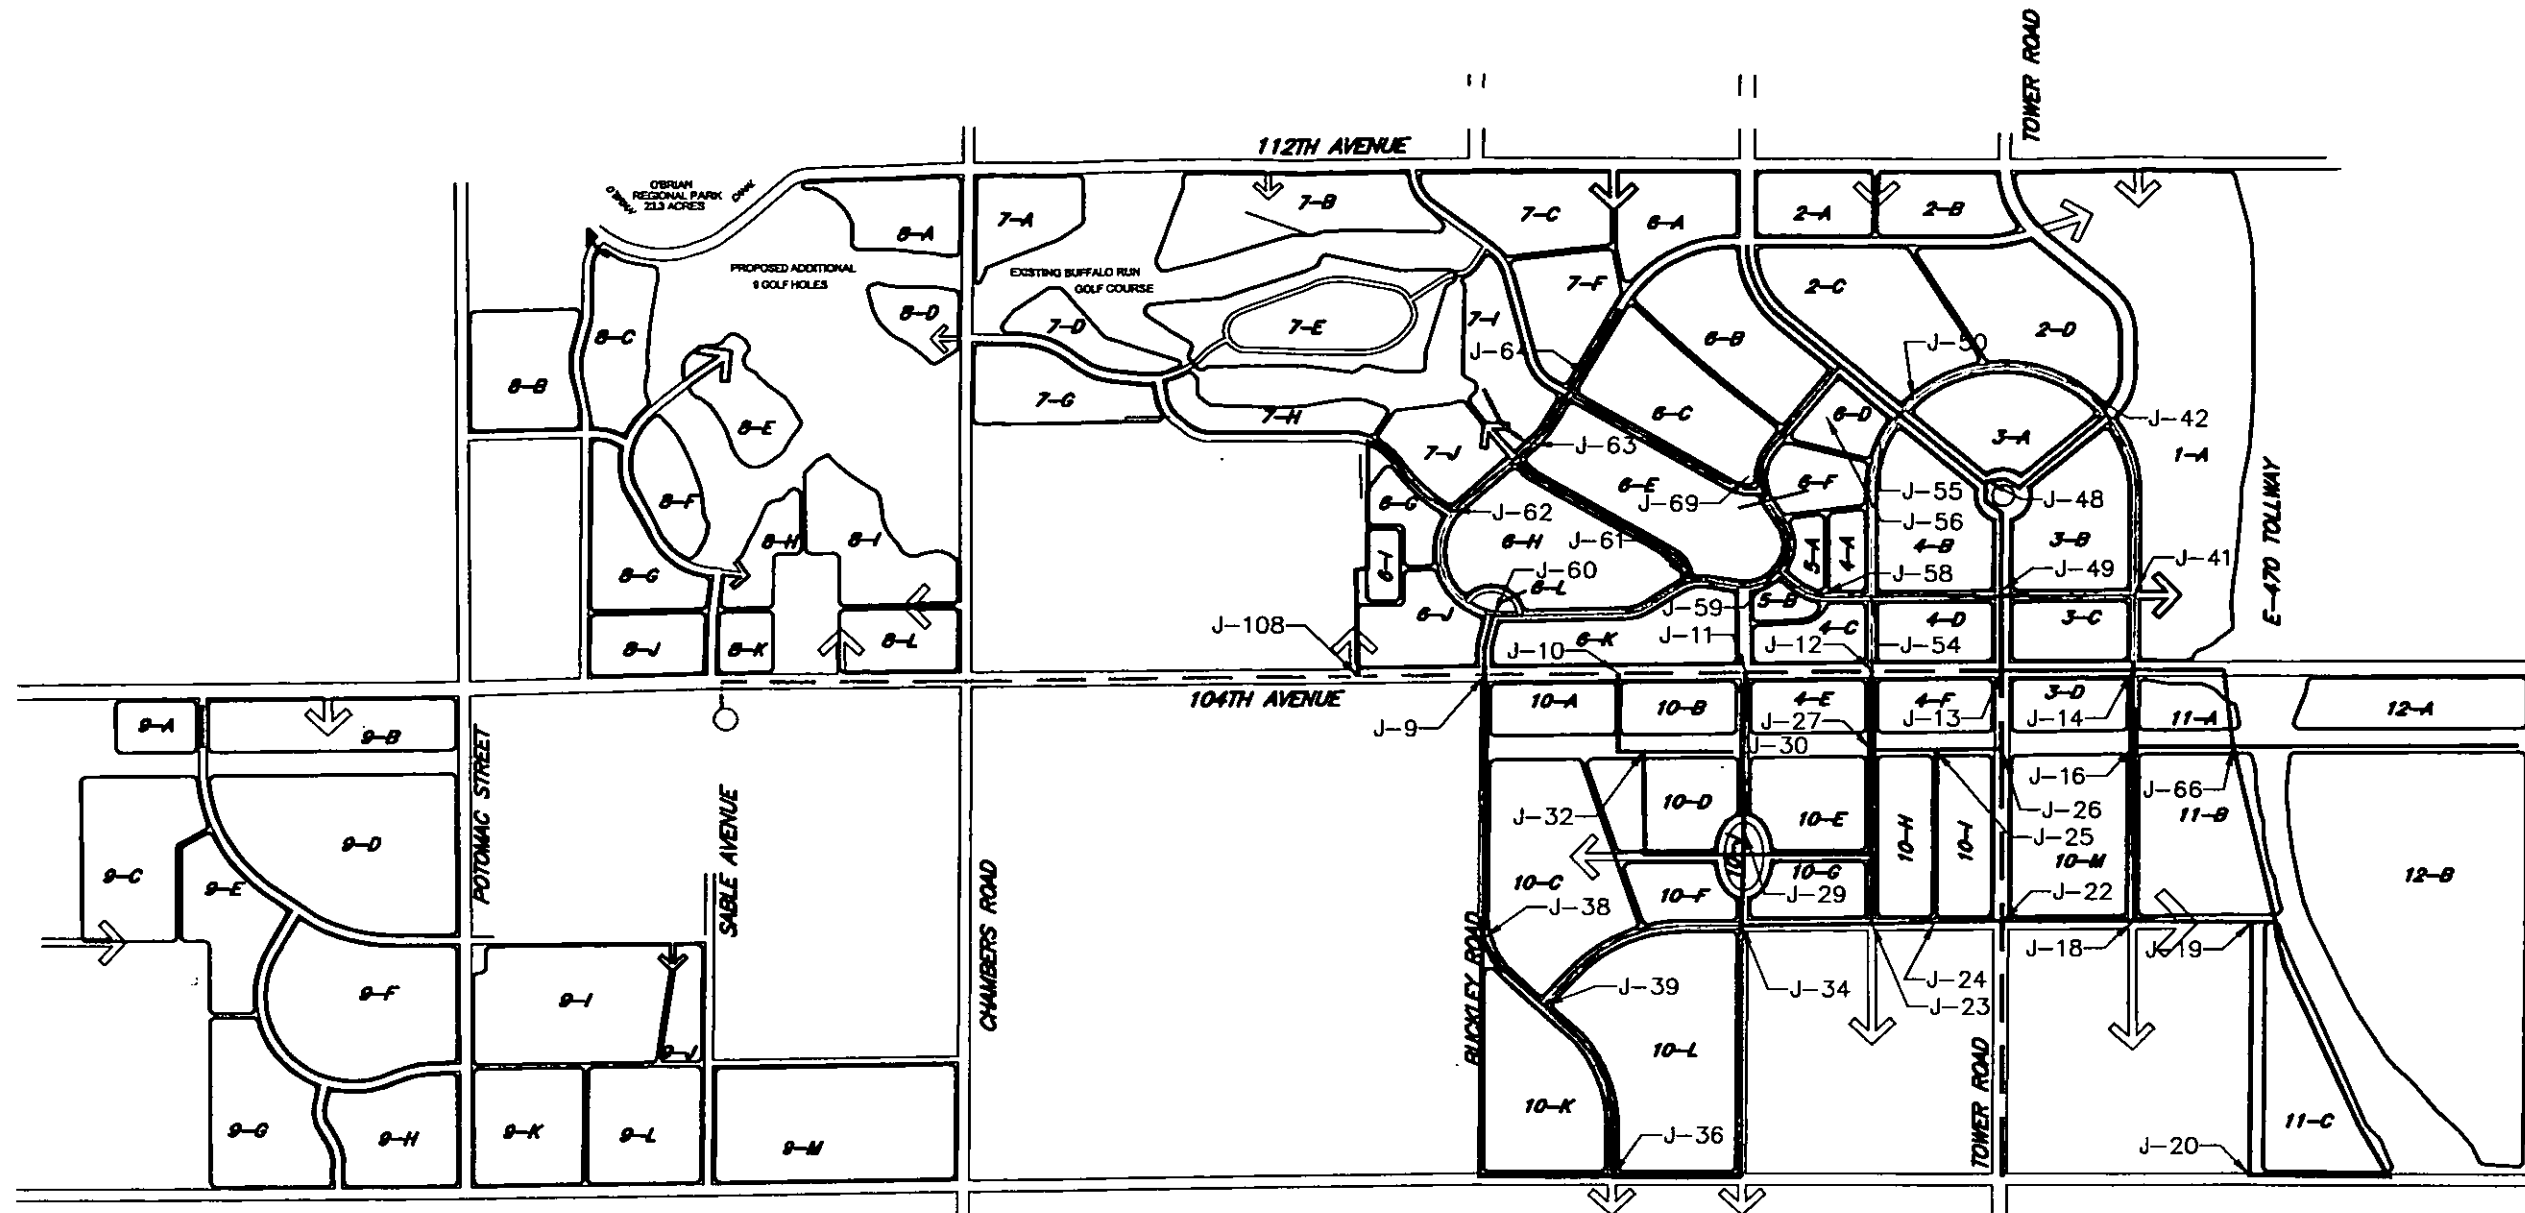 TOWER ROAD
112TH AVENUE
O'BRIAN
REGIONAL PARK
O'BRIAN
CANAL
8-A
7-A
7-B
7-C
6-A
2-A
2-B
PROPOSED ADDITIONAL
9 GOLF HOLES
EXISTING BUFFALO RUN
GOLF COURSE
7-F
2-C
8-D
7-D
7-E
7-I
8-C
6-B
2-D
J-64
J-50
8-B
7-G
7-H
6-C
6-D
J-42
8-E
3-A
J-63
7-J
1-A
E-470 TOLLWAY
8-F
6-G
6-E
6-F
J-69
J-55
J-48
J-62
J-56
8-H
8-I
6-H
J-61
5-A
4-A
4-B
3-B
6-I
J-41
8-G
J-60
J-58
J-49
6-L
J-59
5-B
6-J
4-C
4-D
3-C
J-108
8-J
8-K
8-L
6-K
J-11
J-10
J-12
J-54
104TH AVENUE
9-A
9-B
J-9
10-A
10-B
4-E
4-F
3-D
11-A
12-A
J-27
J-13
J-14
J-30
POTOMAC STREET
J-16
J-66
10-D
J-32
10-E
J-26
11-B
9-D
10-H
10-I
J-25
SABLE AVENUE
CHAMBERS ROAD
9-C
9-E
10-J
10-M
10-C
10-F
10-G
12-B
J-29
J-22
J-38
BUCKLEY ROAD
J-18
J-19
9-F
9-I
J-39
J-34
J-24
J-23
9-J
10-L
TOWER ROAD
10-K
9-G
9-H
9-K
9-L
9-M
J-36
J-20
11-C